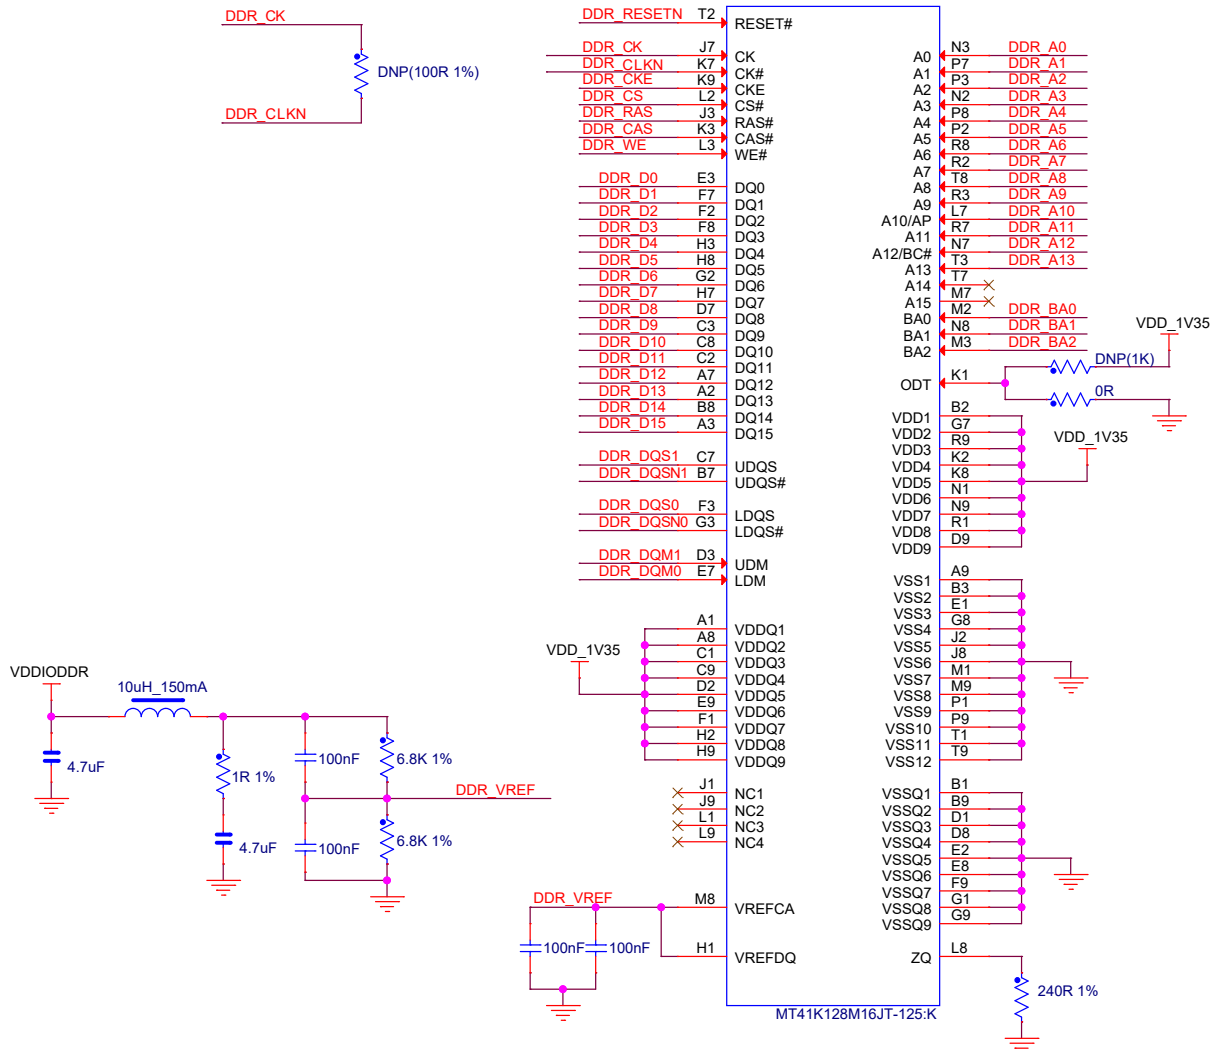 DDR_CK
DNP(100R 1%)
DDR_CLKN
DDR_RESETN T2 RESET#
DDR_CK J7 CK
DDR_CLKN K7 CK#
DDR_CKE K9 CKE
DDR_CS L2 CS#
DDR_RAS J3 RAS#
DDR_CAS K3 CAS#
DDR_WE L3 WE#
DDR_D0 E3 DQ0
DDR_D1 F7 DQ1
DDR_D2 F2 DQ2
DDR_D3 F8 DQ3
DDR_D4 H3 DQ4
DDR_D5 H8 DQ5
DDR_D6 G2 DQ6
DDR_D7 H7 DQ7
DDR_D8 D7 DQ8
DDR_D9 C3 DQ9
DDR_D10 C8 DQ10
DDR_D11 C2 DQ11
DDR_D12 A7 DQ12
DDR_D13 A2 DQ13
DDR_D14 B8 DQ14
DDR_D15 A3 DQ15
DDR_DQS1 C7 UDQS
DDR_DQSN1 B7 UDQS#
DDR_DQS0 F3 LDQS
DDR_DQSN0 G3 LDQS#
DDR_DQM1 D3 UDM
DDR_DQM0 E7 LDM
VDD_1V35
A1 VDDQ1
A8 VDDQ2
C1 VDDQ3
C9 VDDQ4
D2 VDDQ5
E9 VDDQ6
F1 VDDQ7
H2 VDDQ8
H9 VDDQ9
J1 NC1
J9 NC2
L1 NC3
L9 NC4
DDR_VREF M8 VREFCA
100nF 100nF H1 VREFDQ
A0 N3 DDR_A0
A1 P7 DDR_A1
A2 P3 DDR_A2
A3 N2 DDR_A3
A4 P8 DDR_A4
A5 P2 DDR_A5
A6 R8 DDR_A6
A7 R2 DDR_A7
A8 T8 DDR_A8
A9 R3 DDR_A9
A10/AP L7 DDR_A10
A11 R7 DDR_A11
A12/BC# N7 DDR_A12
A13 T3 DDR_A13
A14 T7
A15 M7
BA0 M2 DDR_BA0
BA1 N8 DDR_BA1
BA2 M3 DDR_BA2
VDD_1V35
DNP(1K)
ODT K1
0R
VDD1 B2
VDD2 G7
VDD3 R9
VDD4 K2
VDD5 K8
VDD6 N1
VDD7 N9
VDD8 R1
VDD9 D9
VDD_1V35
VSS1 A9
VSS2 B3
VSS3 E1
VSS4 G8
VSS5 J2
VSS6 J8
VSS7 M1
VSS8 M9
VSS9 P1
VSS10 P9
VSS11 T1
VSS12 T9
VSSQ1 B1
VSSQ2 B9
VSSQ3 D1
VSSQ4 D8
VSSQ5 E2
VSSQ6 E8
VSSQ7 F9
VSSQ8 G1
VSSQ9 G9
ZQ L8
240R 1%
MT41K128M16JT-125:K
VDDIODDR
10uH_150mA
4.7uF
1R 1%
100nF
6.8K 1%
DDR_VREF
4.7uF
100nF
6.8K 1%